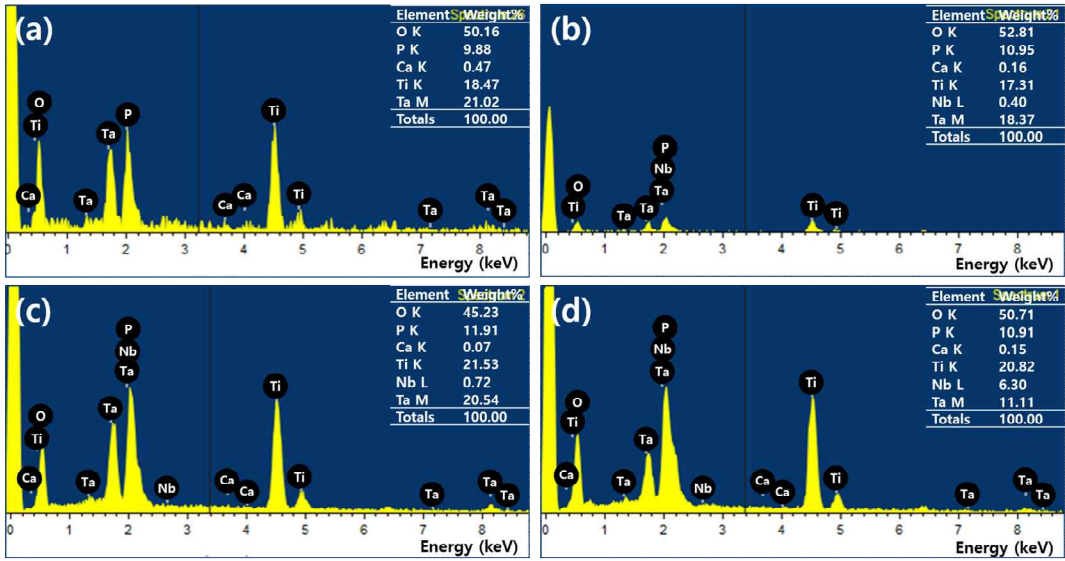 (a)
Element Weight%
O K 50.16
P K 9.88
Ca K 0.47
Ti K 18.47
Ta M 21.02
Totals 100.00
O
Ti
Ca
Ta
Ta
P
Ca
Ca
Ti
Ti
Ta
Ta
Ta
0 1 2 3 4 5 6 7 8
Energy (keV)
(b)
Element Weight%
O K 52.81
P K 10.95
Ca K 0.16
Ti K 17.31
Nb L 0.40
Ta M 18.37
Totals 100.00
O
Ti
Ta
Ta
P
Nb
Ta
Ti
Ti
0 1 2 3 4 5 6 7 8
Energy (keV)
(c)
Element Weight%
O K 45.23
P K 11.91
Ca K 0.07
Ti K 21.53
Nb L 0.72
Ta M 20.54
Totals 100.00
O
Ti
Ca
Ta
Ta
P
Nb
Ta
Nb
Ca
Ca
Ti
Ti
Ta
Ta
Ta
0 1 2 3 4 5 6 7 8
Energy (keV)
(d)
Element Weight%
O K 50.71
P K 10.91
Ca K 0.15
Ti K 20.82
Nb L 6.30
Ta M 11.11
Totals 100.00
O
Ti
Ca
Ta
Ta
P
Nb
Ta
Nb
Ca
Ca
Ti
Ti
Ta
Ta
Ta
0 1 2 3 4 5 6 7 8
Energy (keV)